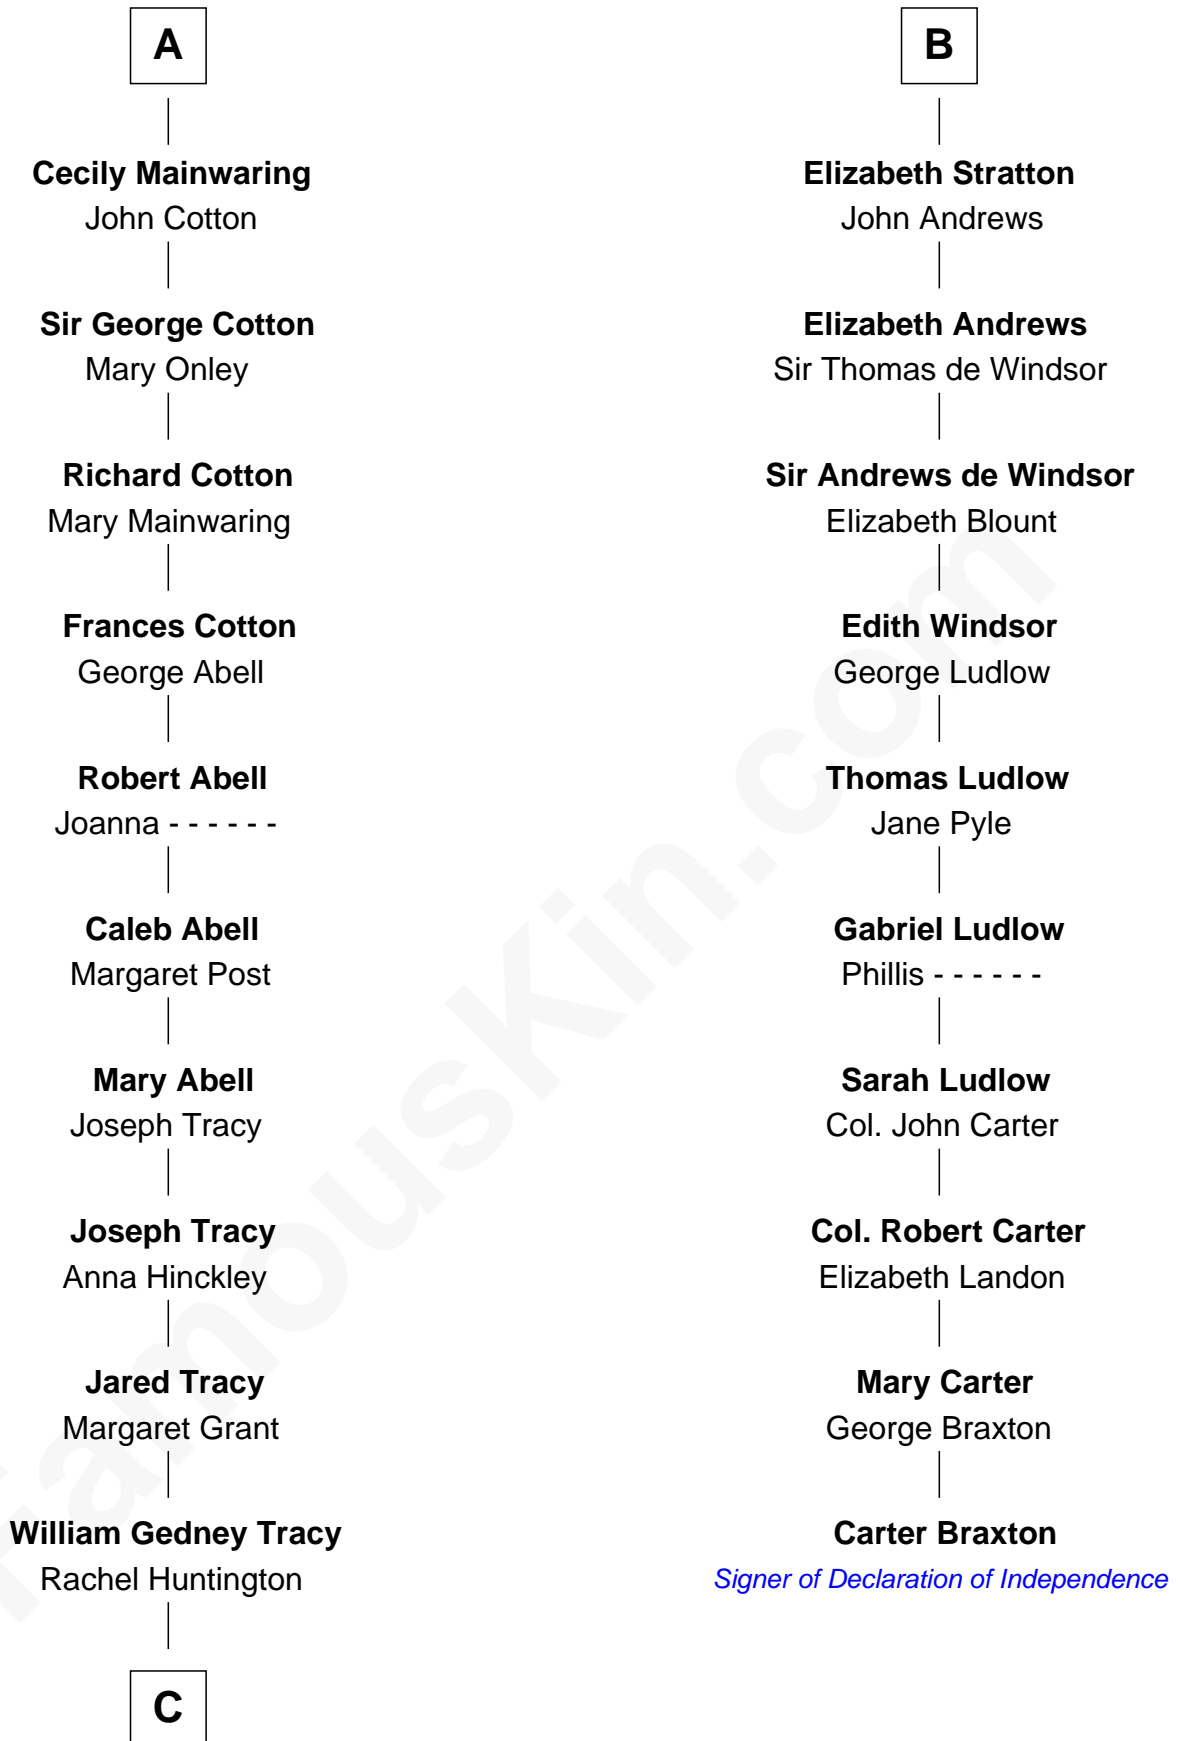 A
Cecily Mainwaring
John Cotton
Sir George Cotton
Mary Onley
Richard Cotton
Mary Mainwaring
Frances Cotton
George Abell
Robert Abell
Joanna - - - - - -
Caleb Abell
Margaret Post
Mary Abell
Joseph Tracy
Joseph Tracy
Anna Hinckley
Jared Tracy
Margaret Grant
William Gedney Tracy
Rachel Huntington
C
B
Elizabeth Stratton
John Andrews
Elizabeth Andrews
Sir Thomas de Windsor
Sir Andrews de Windsor
Elizabeth Blount
Edith Windsor
George Ludlow
Thomas Ludlow
Jane Pyle
Gabriel Ludlow
Phillis - - - - - -
Sarah Ludlow
Col. John Carter
Col. Robert Carter
Elizabeth Landon
Mary Carter
George Braxton
Carter Braxton
Signer of Declaration of Independence
FamousKin.com